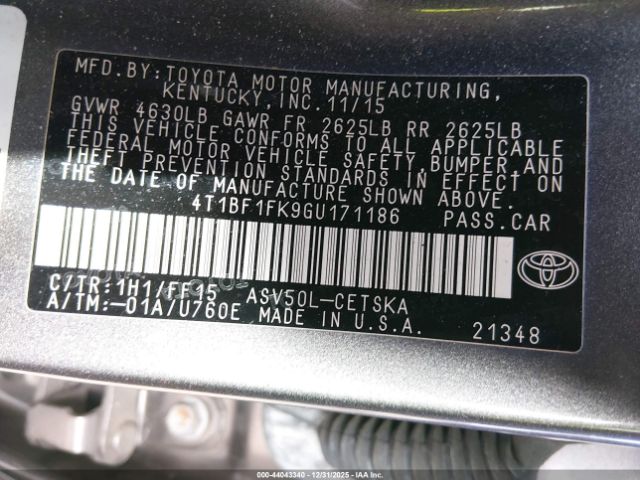 MFD.BY:TOYOTA MOTOR MANUFACTURING,
KENTUCKY,INC.11/15
GVWR 4630LB GAWR FR 2625LB RR 2625LB
THIS VEHICLE CONFORMS TO ALL APPLICABLE
FEDERAL MOTOR VEHICLE SAFETY,BUMPER,AND
THEFT PREVENTION STANDARDS IN EFFECT ON
THE DATE OF MANUFACTURE SHOWN ABOVE.
4T1BF1FK9GU171186 PASS.CAR
C/TR:1H1/FF15 ASV50L-CETSKA
A/TM:-01A/U760E MADE IN U.S.A. 21348
000-44043340 - 12/31/2025 - IAAI.CA